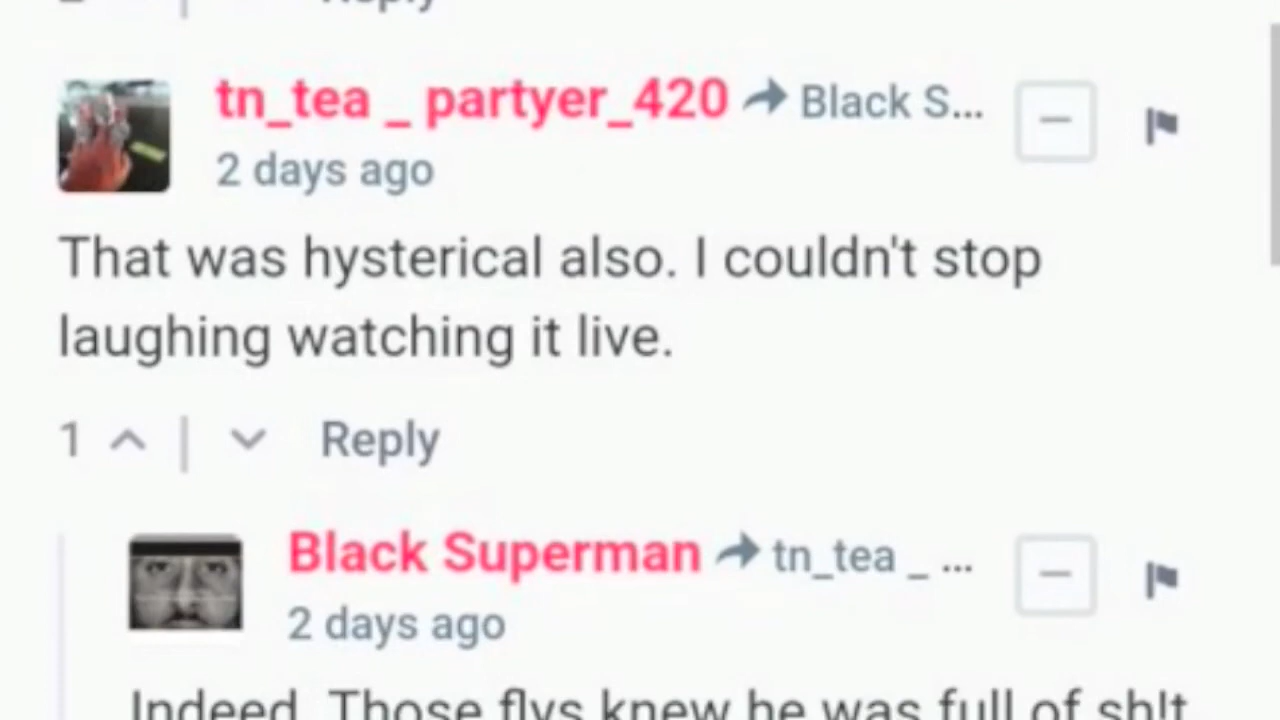 Reply
tn_tea _ partyer_420 Black S...
2 days ago
That was hysterical also. I couldn't stop
laughing watching it live.
1 Reply
Black Superman tn_tea _ ...
2 days ago
Indeed. Those flys knew he was full of sh!t